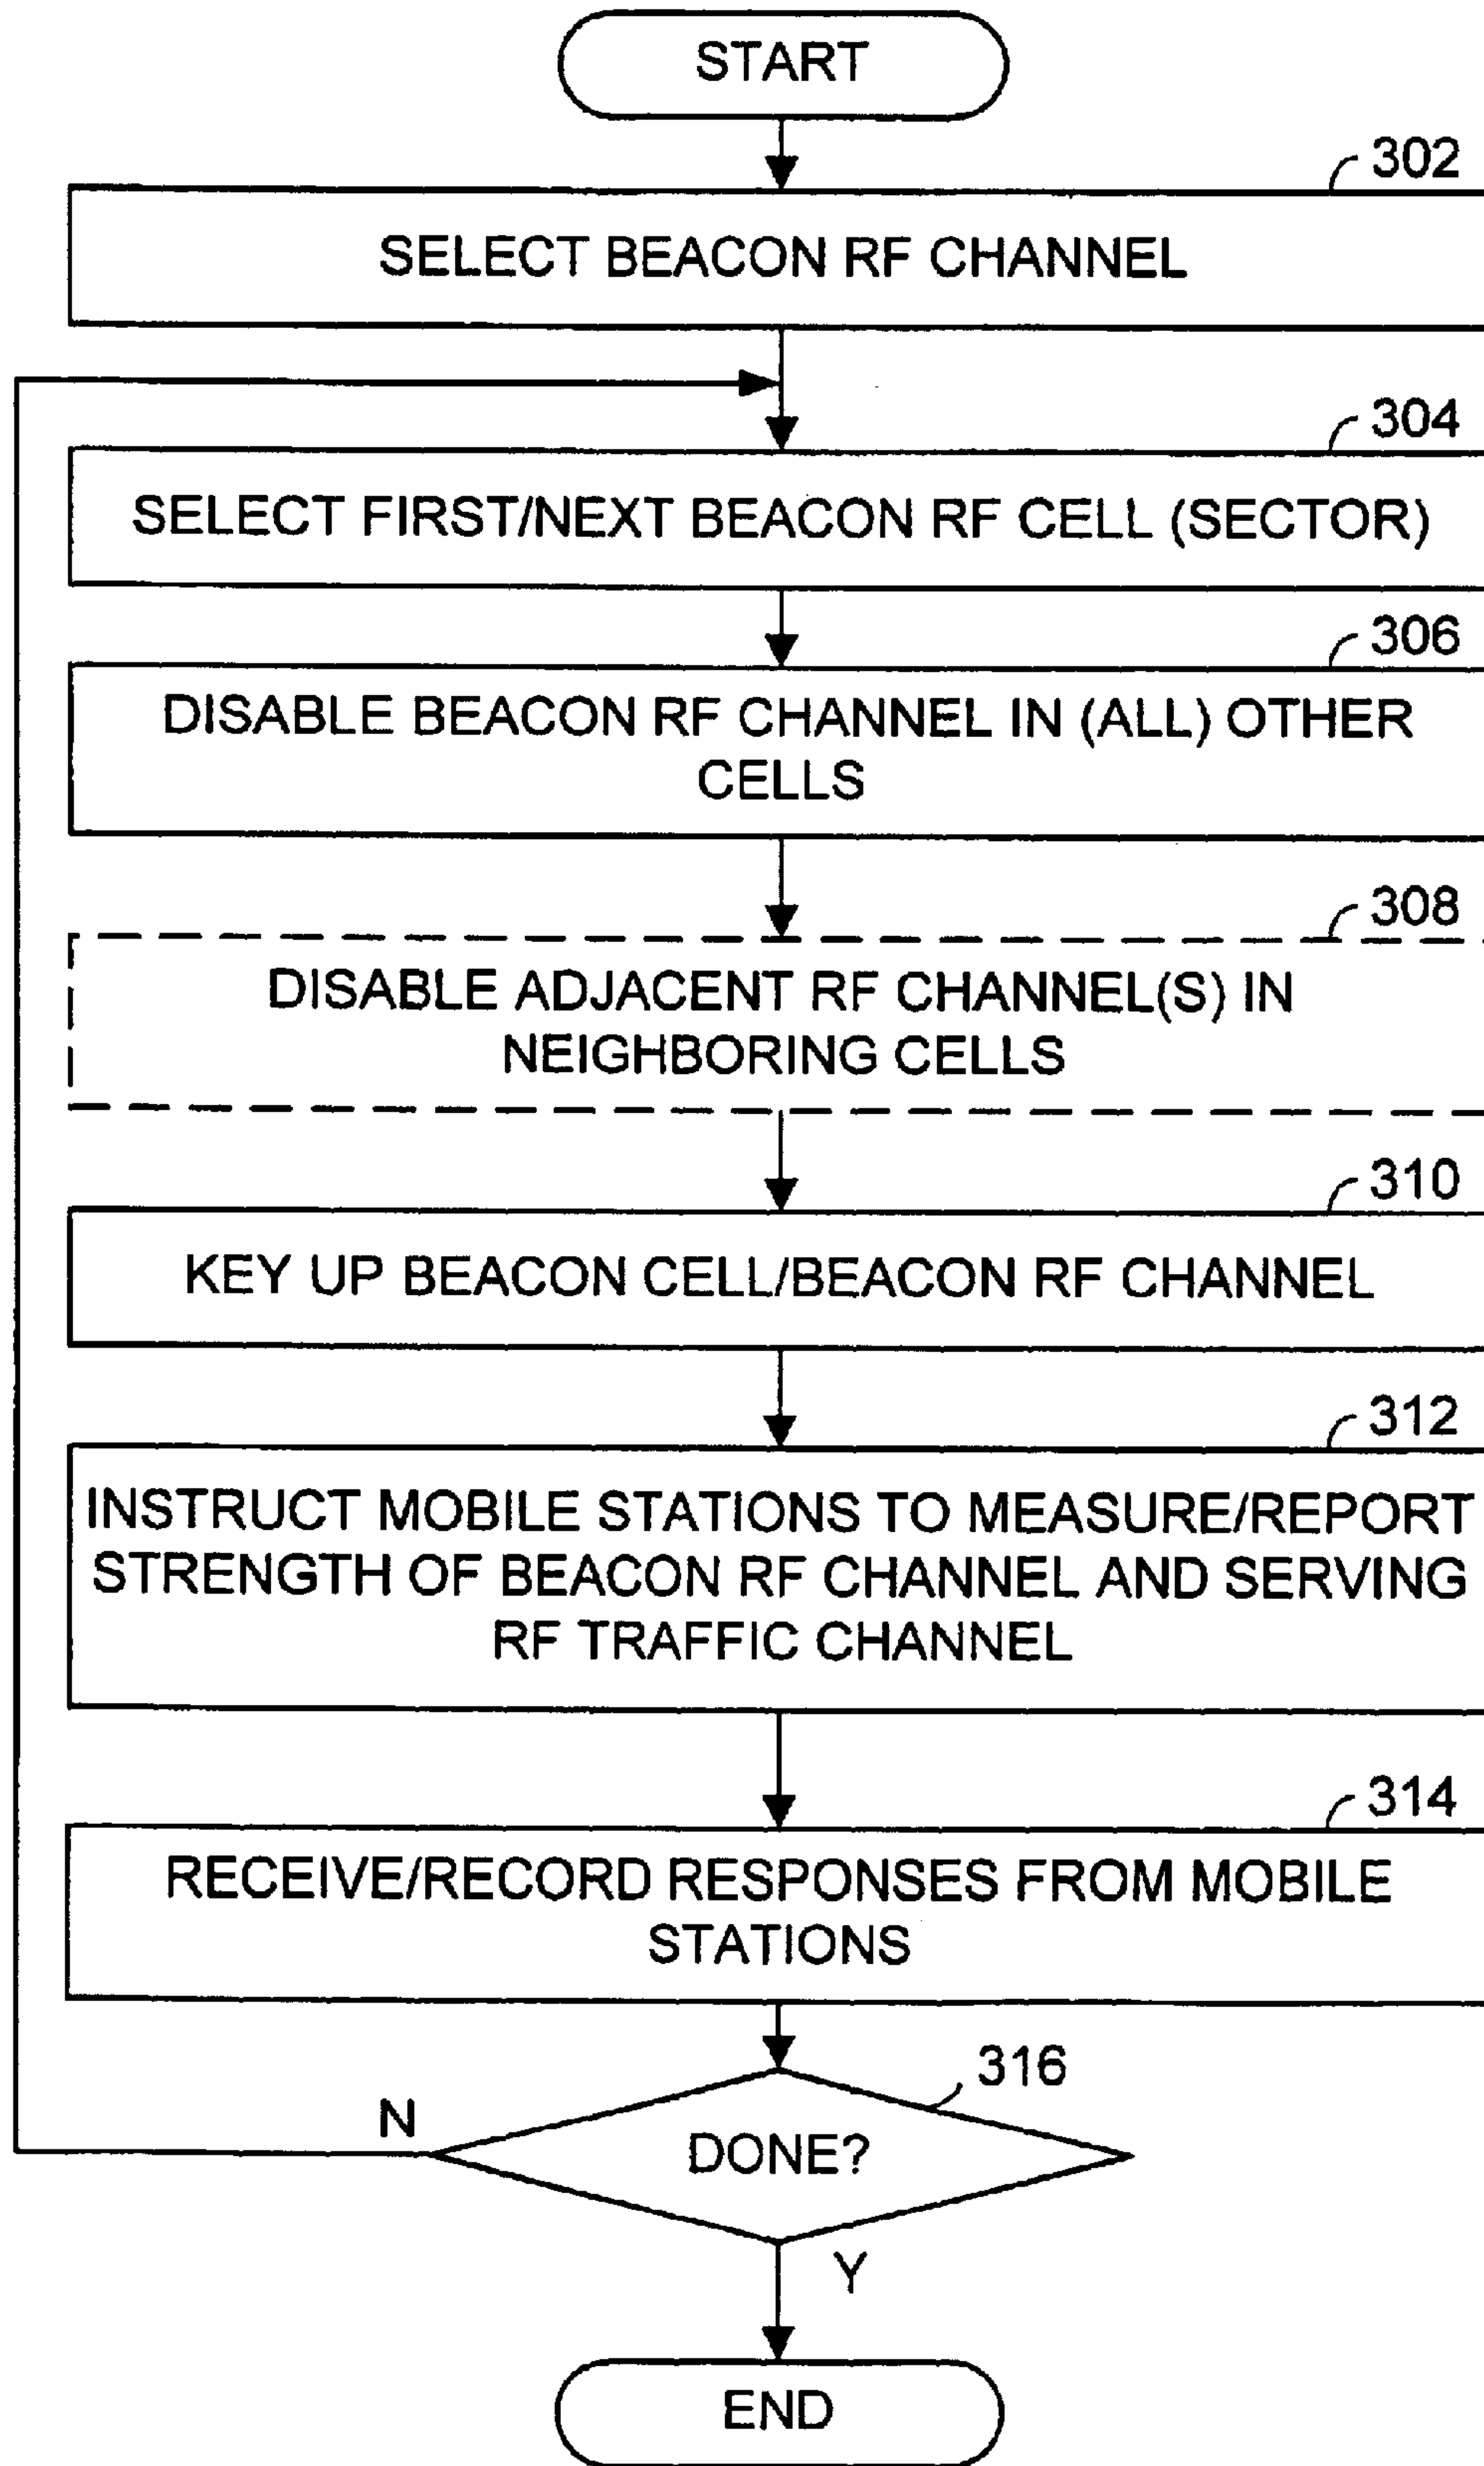 START
302
SELECT BEACON RF CHANNEL
304
SELECT FIRST/NEXT BEACON RF CELL (SECTOR)
306
DISABLE BEACON RF CHANNEL IN (ALL) OTHER
CELLS
308
DISABLE ADJACENT RF CHANNEL(S) IN
NEIGHBORING CELLS
310
KEY UP BEACON CELL/BEACON RF CHANNEL
312
INSTRUCT MOBILE STATIONS TO MEASURE/REPORT
STRENGTH OF BEACON RF CHANNEL AND SERVING
RF TRAFFIC CHANNEL
314
RECEIVE/RECORD RESPONSES FROM MOBILE
STATIONS
316
N
DONE?
Y
END